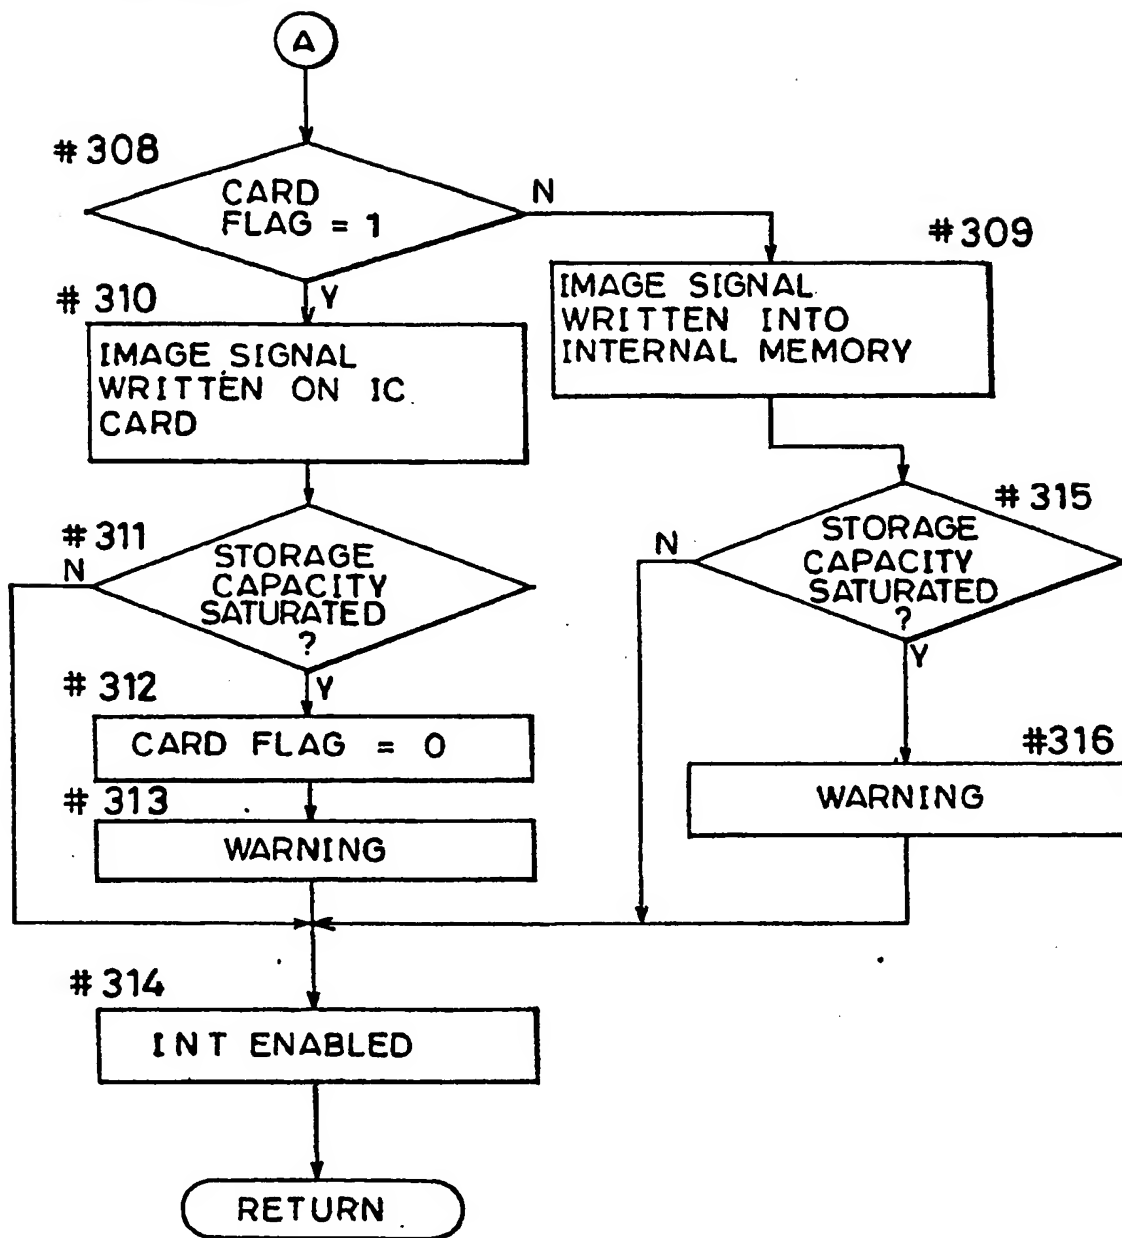 A
#308
CARD
FLAG = 1
N
Y
#309
IMAGE SIGNAL
WRITTEN INTO
INTERNAL MEMORY
#310
IMAGE SIGNAL
WRITTEN ON IC
CARD
#311
N
STORAGE
CAPACITY
SATURATED
?
Y
#315
N
STORAGE
CAPACITY
SATURATED
?
Y
#312
CARD FLAG = 0
#313
WARNING
#316
WARNING
#314
INT ENABLED
RETURN